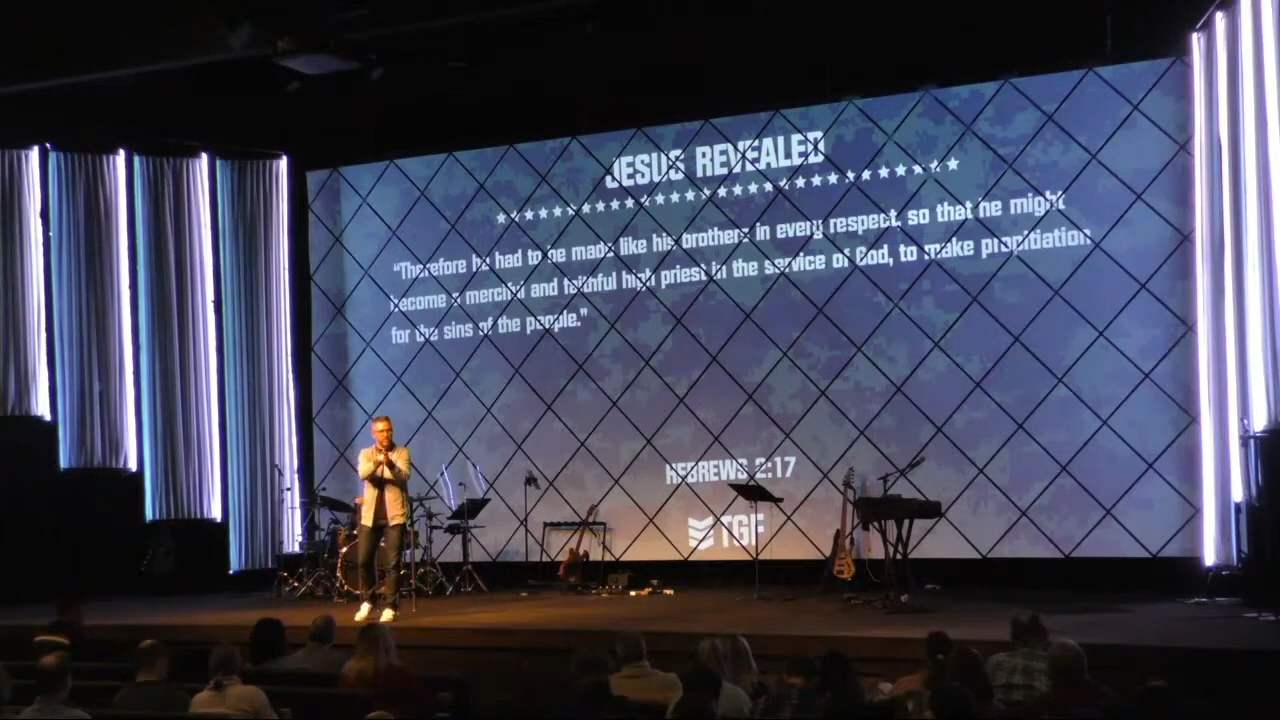 JESUS REVEALED
“Therefore he had to be made like his brothers in every respect, so that he might
become a merciful and faithful high priest in the service of God, to make propitiation
for the sins of the people.”
HEBREWS 2:17
TGF